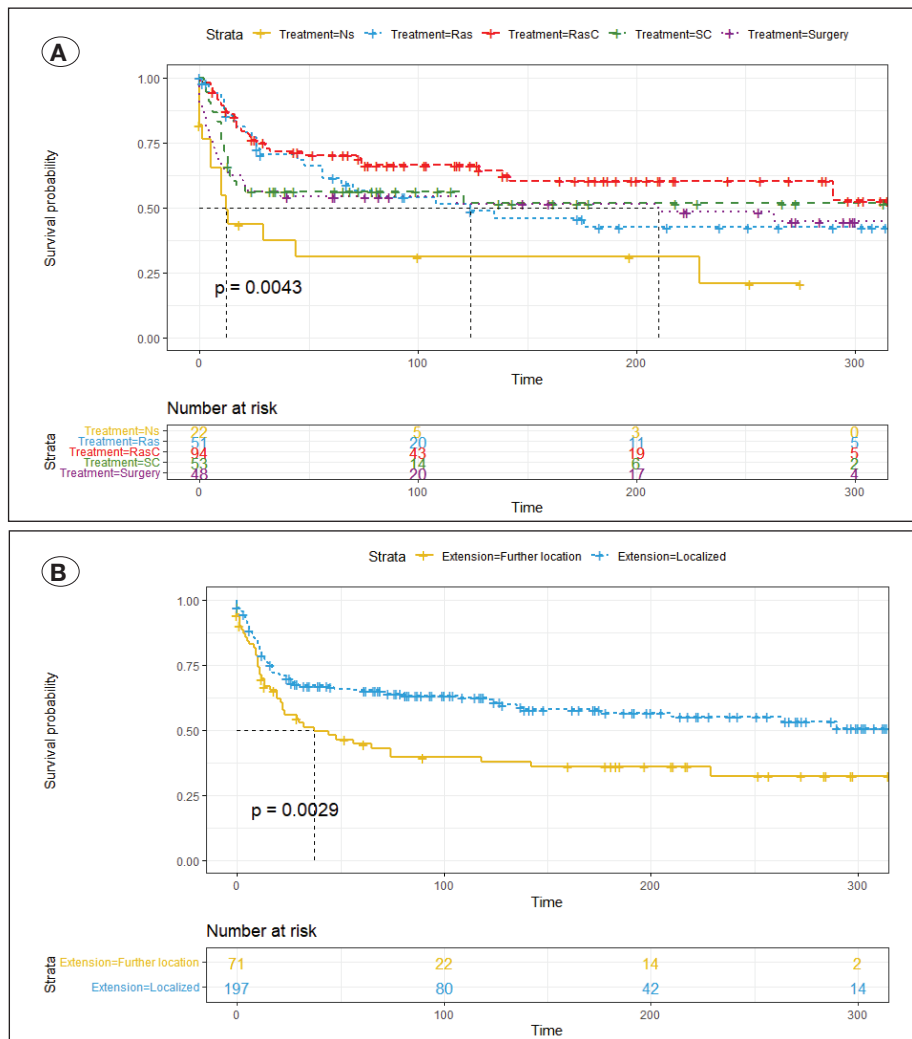 A
Strata Treatment=Ns Treatment=Ras Treatment=RasC Treatment=SC Treatment=Surgery
Survival probability
1.00
0.75
0.50
0.25
0.00
p = 0.0043
0 100 200 300
Time
Number at risk
Strata
Treatment=Ns 22 5 3 0
Treatment=Ras 51 20 11 5
Treatment=RasC 94 43 19 5
Treatment=SC 53 14 6 2
Treatment=Surgery 48 20 17 4
0 100 200 300
Time
B
Strata Extension=Further location Extension=Localized
Survival probability
1.00
0.75
0.50
0.25
0.00
p = 0.0029
0 100 200 300
Time
Number at risk
Strata
Extension=Further location 71 22 14 2
Extension=Localized 197 80 42 14
0 100 200 300
Time